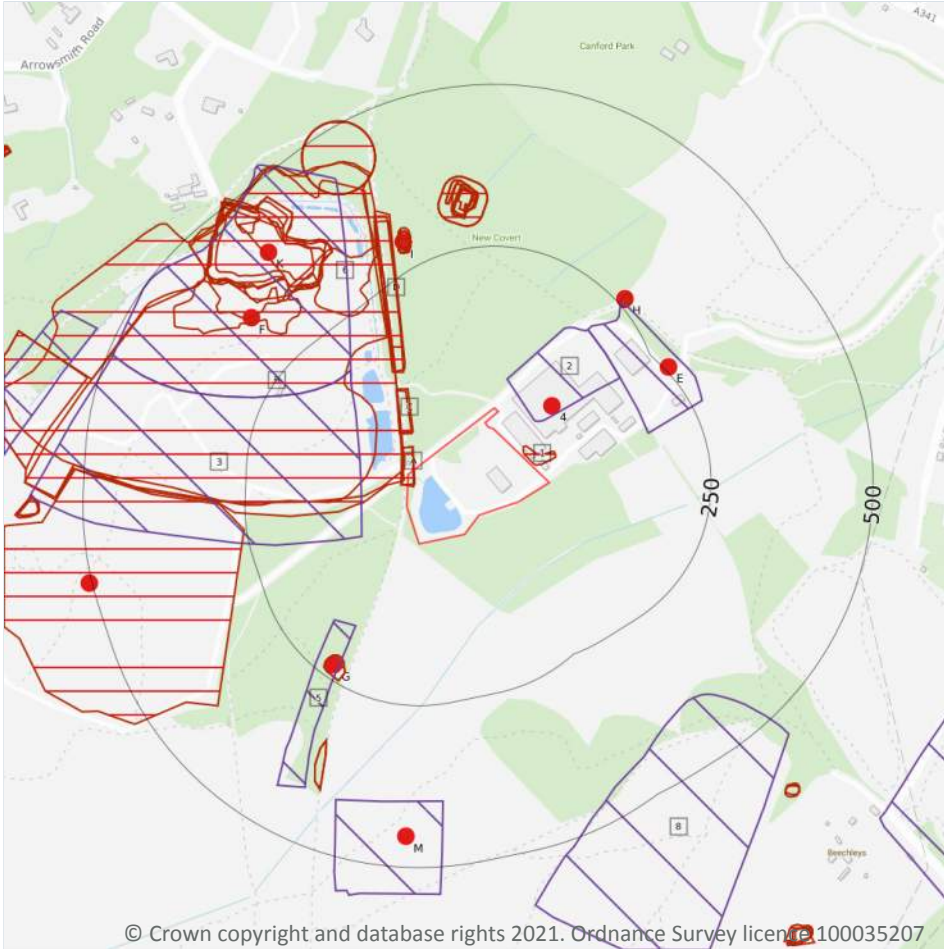 A341
Canford Park
Arrowsmith Road
New Covert
I
K
6
H
F
2
E
4
1
3
250
500
G
5
8
M
Beechleys
© Crown copyright and database rights 2021. Ordnance Survey licence 100035207